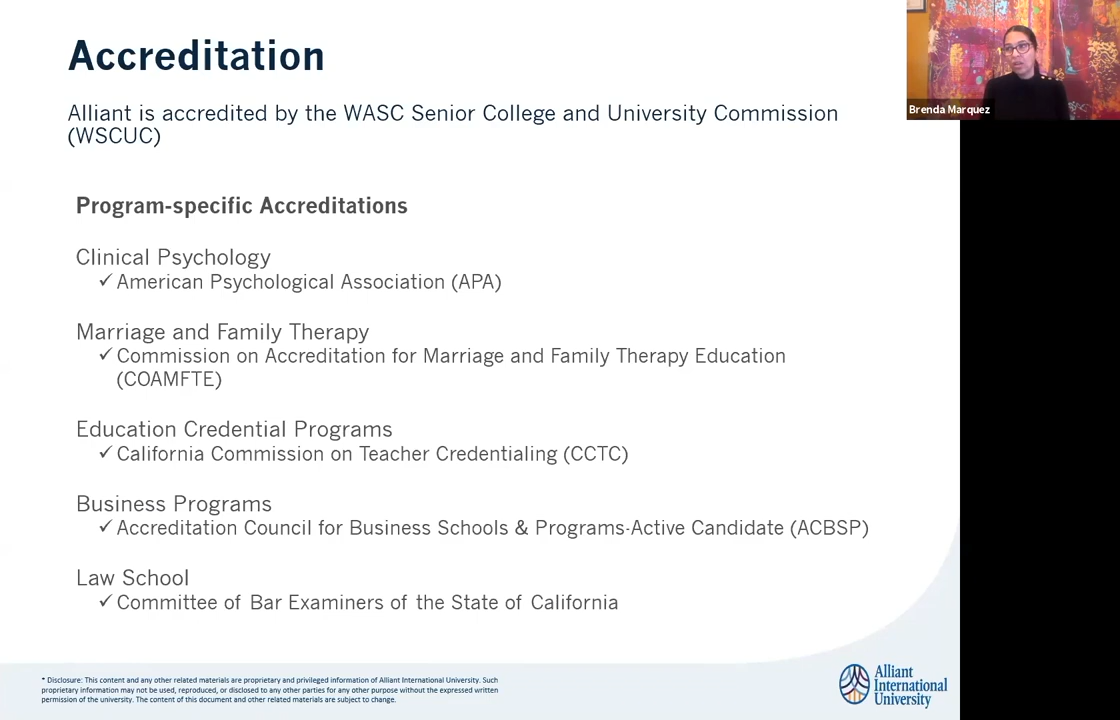 Accreditation
Alliant is accredited by the WASC Senior College and University Commission
(WSCUC)
Brenda Marquez
Program-specific Accreditations
Clinical Psychology
✓ American Psychological Association (APA)
Marriage and Family Therapy
✓ Commission on Accreditation for Marriage and Family Therapy Education
(COAMFTE)
Education Credential Programs
✓ California Commission on Teacher Credentialing (CCTC)
Business Programs
✓ Accreditation Council for Business Schools & Programs-Active Candidate (ACBSP)
Law School
✓ Committee of Bar Examiners of the State of California
* Disclosure: This content and any other related materials are proprietary and privileged information of Alliant International University. Such
proprietary information may not be used, reproduced, or disclosed to any other parties for any other purpose without the expressed written
permission of the university. The content of this document and other related materials are subject to change.
Alliant
International
University